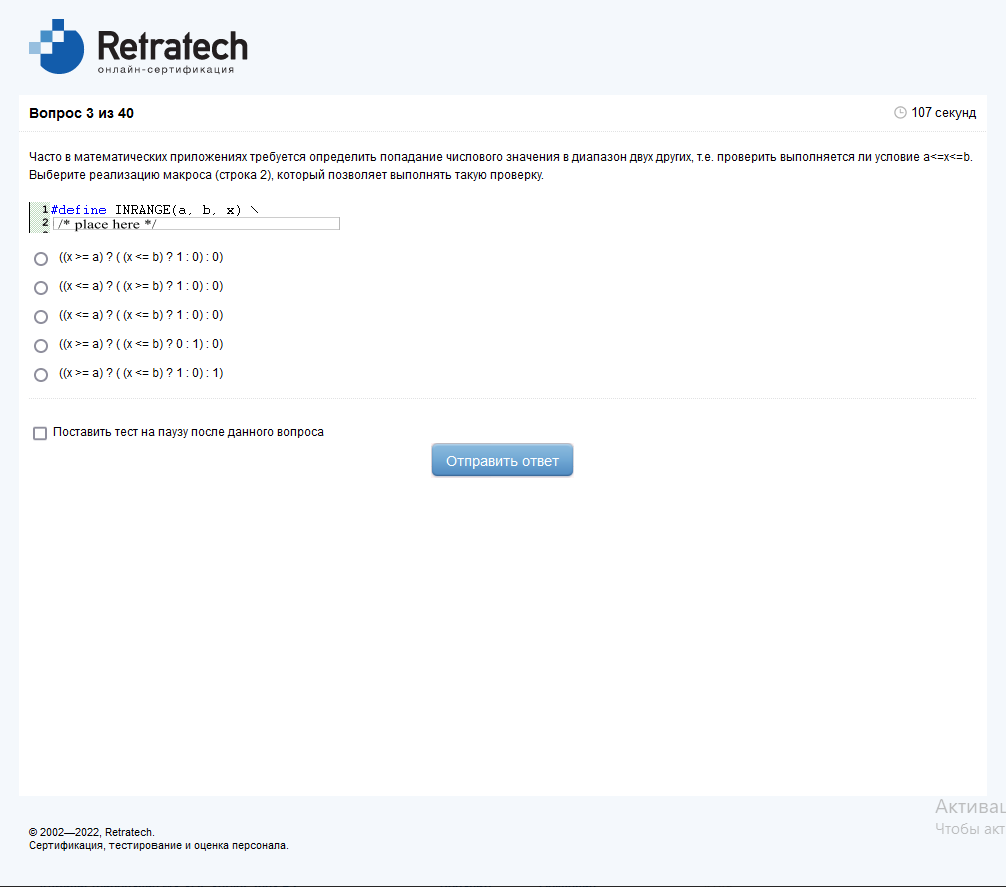 Retratech
онлайн-сертификация
Вопрос 3 из 40
107 секунд
Часто в математических приложениях требуется определить попадание числового значения в диапазон двух других, т.е. проверить выполняется ли условие a<=x<=b.
Выберите реализацию макроса (строка 2), который позволяет выполнять такую проверку.
1 #define INRANGE(a, b, x) \
2 /* place here */
((x >= a) ? ( (x <= b) ? 1 : 0) : 0)
((x <= a) ? ( (x >= b) ? 1 : 0) : 0)
((x <= a) ? ( (x <= b) ? 1 : 0) : 0)
((x >= a) ? ( (x <= b) ? 0 : 1) : 0)
((x >= a) ? ( (x <= b) ? 1 : 0) : 1)
Поставить тест на паузу после данного вопроса
Отправить ответ
Чтобы
© 2002—2022, Retratech.
Сертификация, тестирование и оценка персонала.